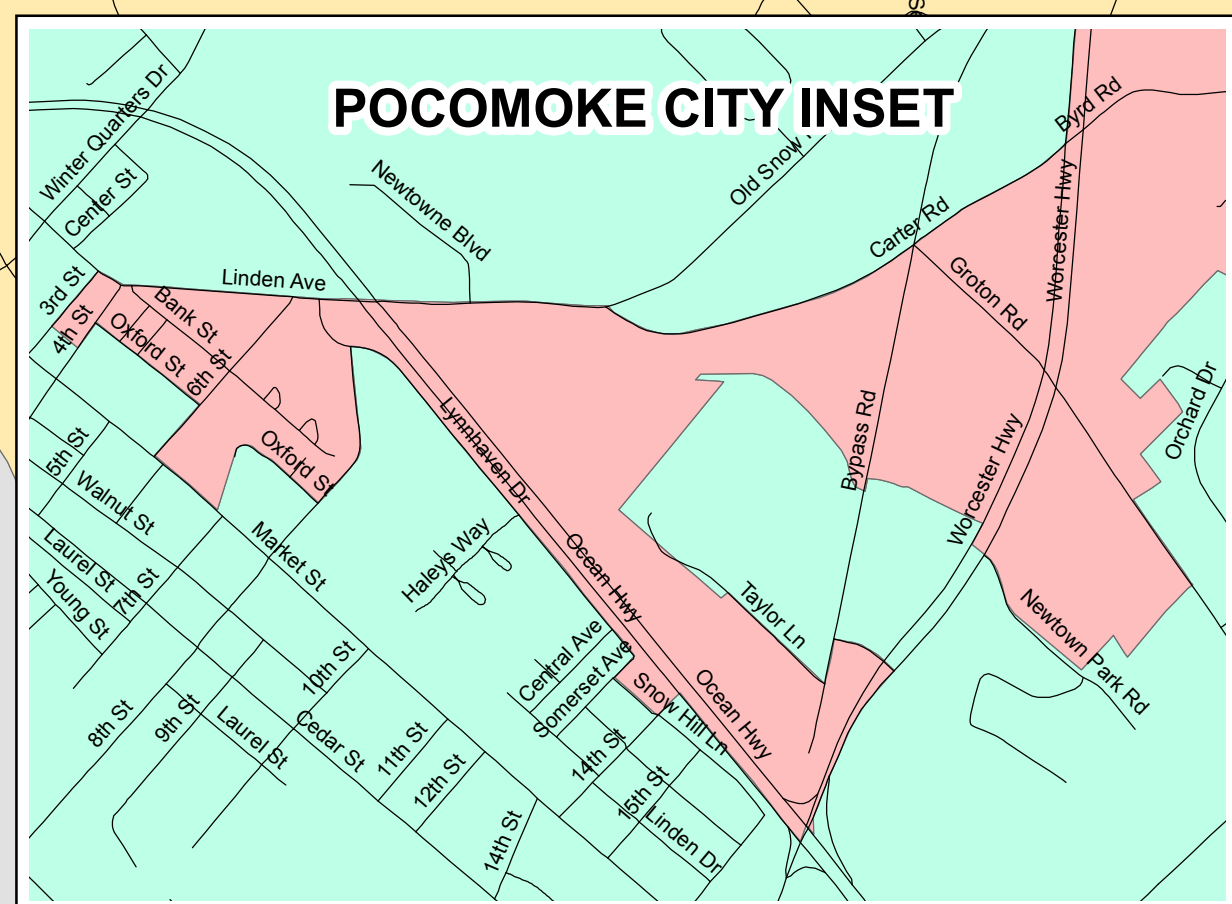 S
POCOMOKE CITY INSET
Winter Quarters Dr
Center St
Newtowne Blvd
Old Snow
Byrd Rd
Worcester Hwy
Carter Rd
Linden Ave
3rd St
4th St
Bank St
Oxford St
6th St
Groton Rd
Orchard Dr
Lynnhaven Dr
Bypass Rd
Worcester Hwy
5th St
Walnut St
Oxford St
Market St
Laurel St
Young St
7th St
Haleys Way
Ocean Hwy
Taylor Ln
Newtown Park Rd
Central Ave
Somerset Ave
Snow Hill Ln
Ocean Hwy
8th St
9th St
10th St
Laurel St
Cedar St
11th St
12th St
14th St
15th St
14th St
Linden Dr